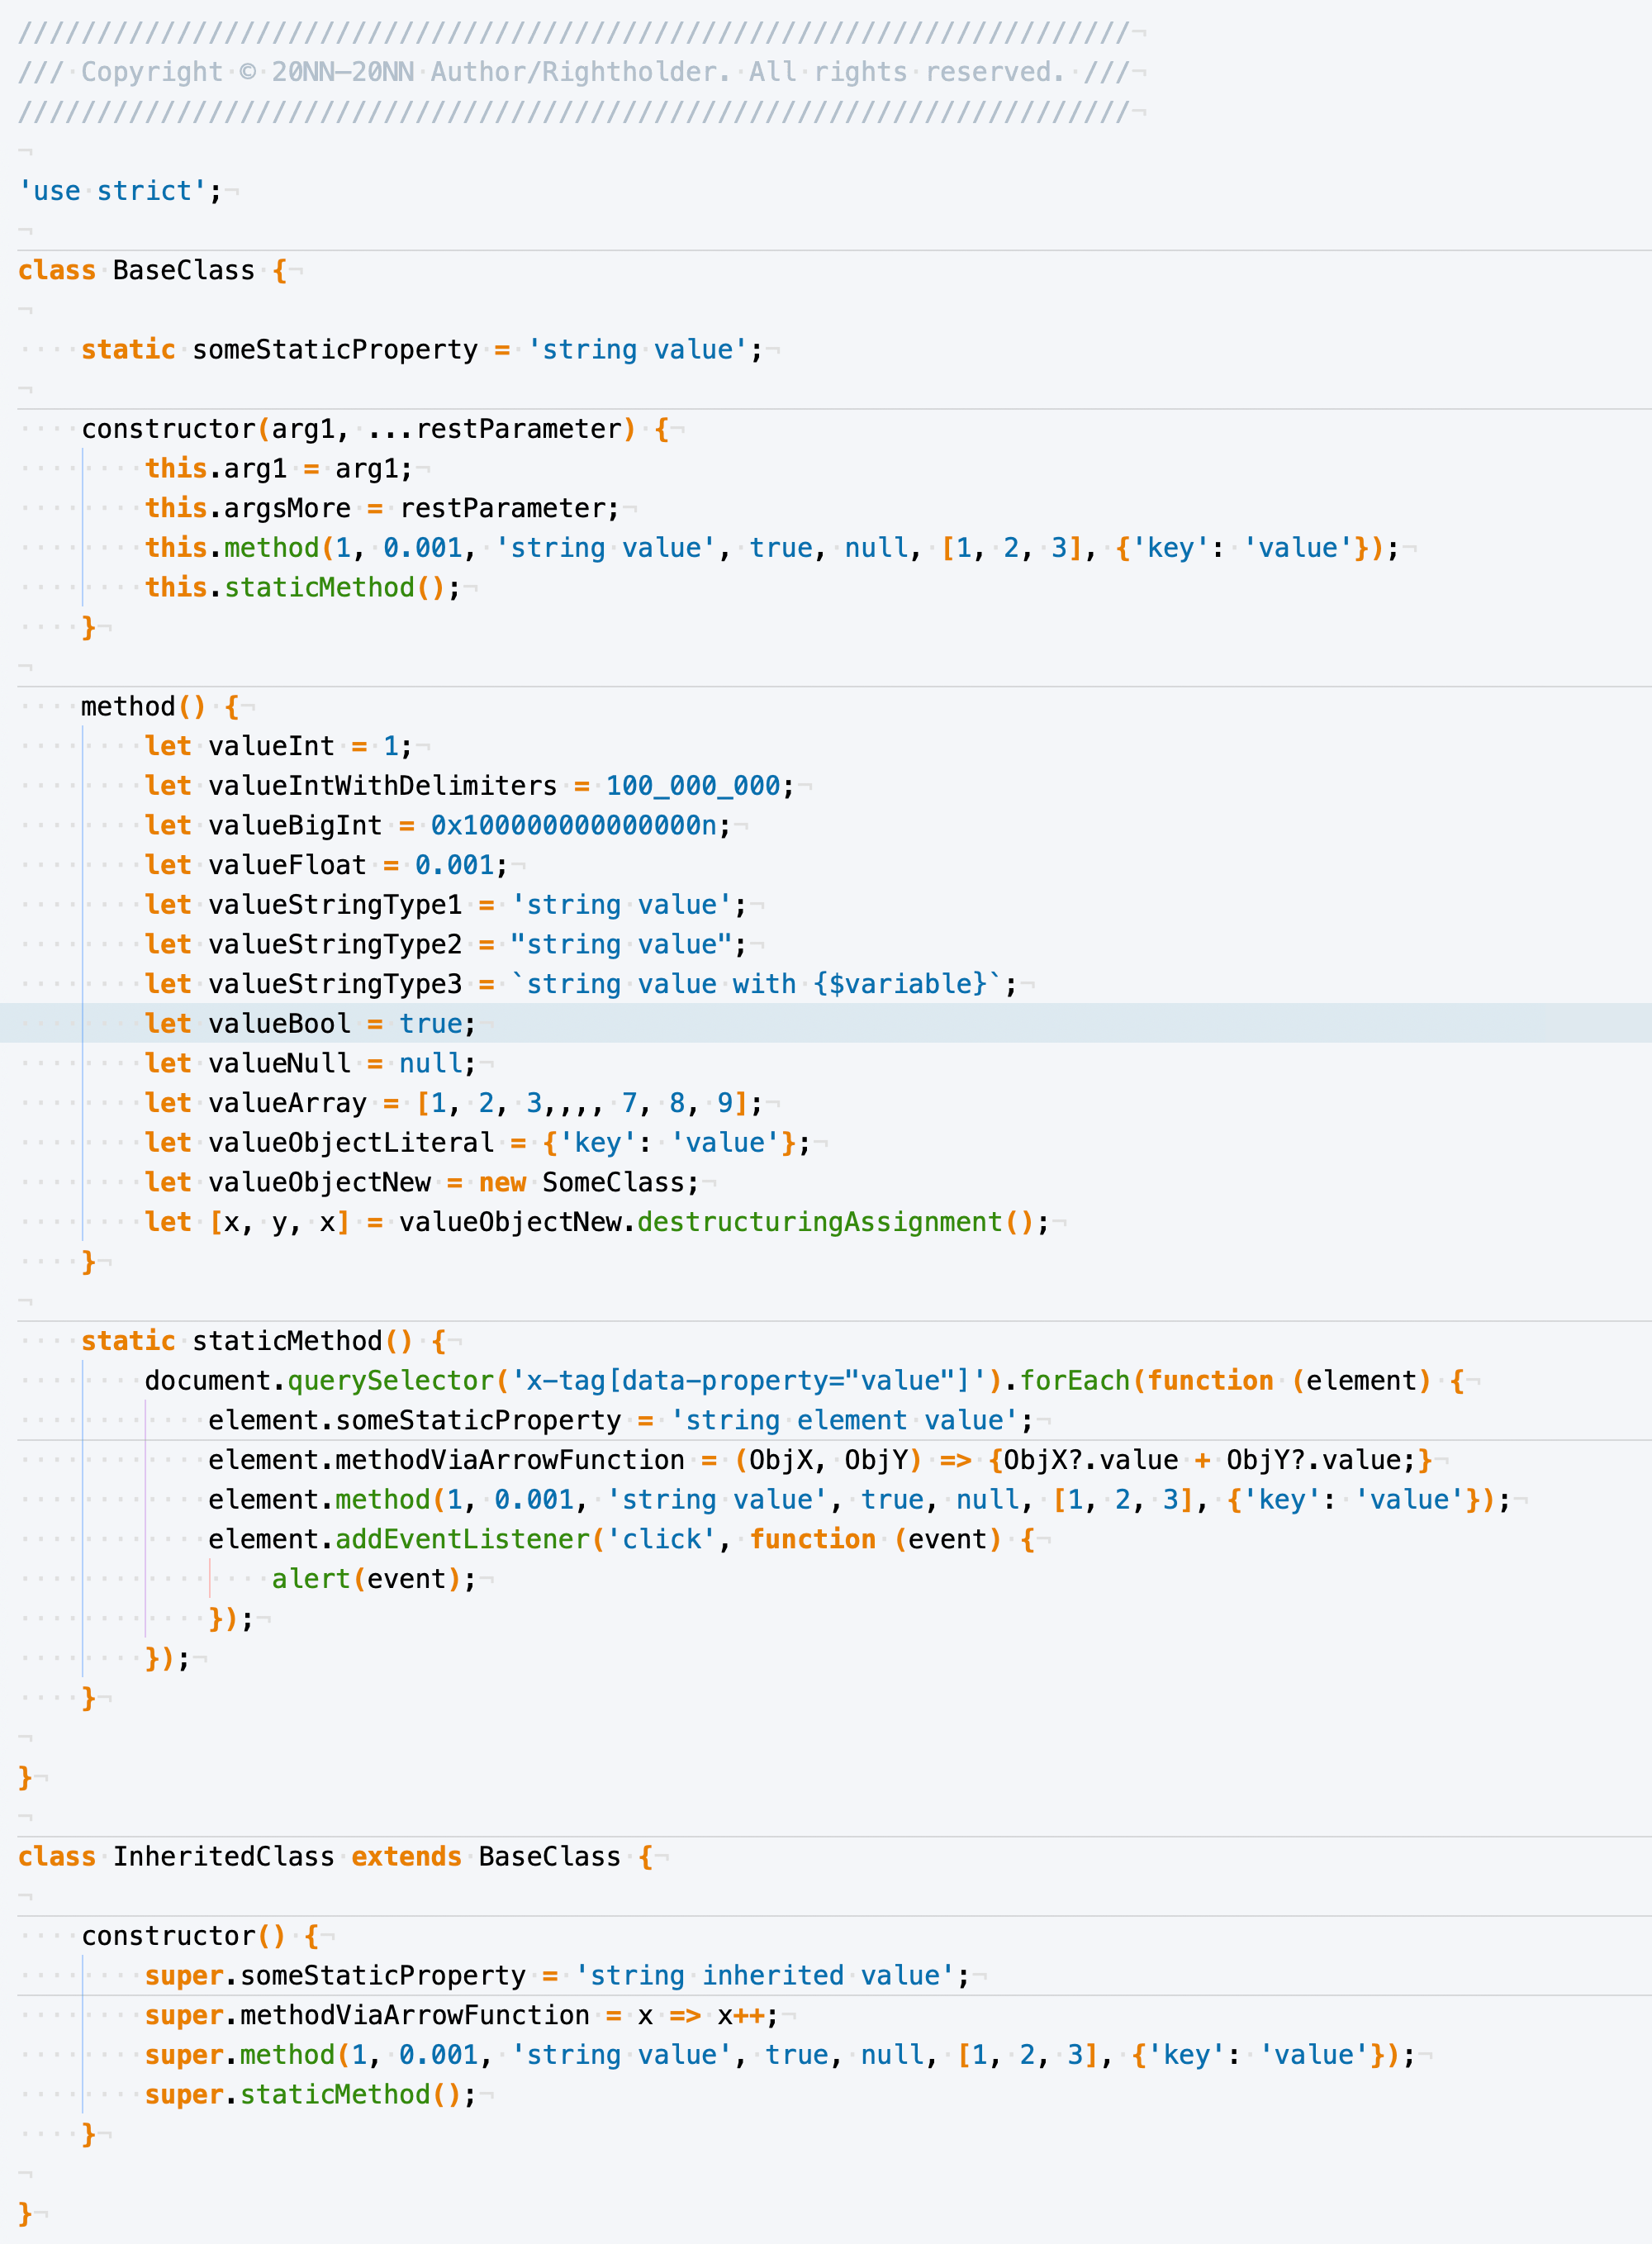 //////////////////////////////////////////////////////////////////////
/// Copyright © 20NN—20NN Author/Rightholder. All rights reserved. ///
//////////////////////////////////////////////////////////////////////

'use strict';

class BaseClass {

    static someStaticProperty = 'string value';

    constructor(arg1, ...restParameter) {
        this.arg1 = arg1;
        this.argsMore = restParameter;
        this.method(1, 0.001, 'string value', true, null, [1, 2, 3], {'key': 'value'});
        this.staticMethod();
    }

    method() {
        let valueInt = 1;
        let valueIntWithDelimiters = 100_000_000;
        let valueBigInt = 0x100000000000000n;
        let valueFloat = 0.001;
        let valueStringType1 = 'string value';
        let valueStringType2 = "string value";
        let valueStringType3 = `string value with {$variable}`;
        let valueBool = true;
        let valueNull = null;
        let valueArray = [1, 2, 3,,,, 7, 8, 9];
        let valueObjectLiteral = {'key': 'value'};
        let valueObjectNew = new SomeClass;
        let [x, y, x] = valueObjectNew.destructuringAssignment();
    }

    static staticMethod() {
        document.querySelector('x-tag[data-property="value"]').forEach(function (element) {
            element.someStaticProperty = 'string element value';
            element.methodViaArrowFunction = (ObjX, ObjY) => {ObjX?.value + ObjY?.value;}
            element.method(1, 0.001, 'string value', true, null, [1, 2, 3], {'key': 'value'});
            element.addEventListener('click', function (event) {
                alert(event);
            });
        });
    }

}

class InheritedClass extends BaseClass {

    constructor() {
        super.someStaticProperty = 'string inherited value';
        super.methodViaArrowFunction = x => x++;
        super.method(1, 0.001, 'string value', true, null, [1, 2, 3], {'key': 'value'});
        super.staticMethod();
    }

}